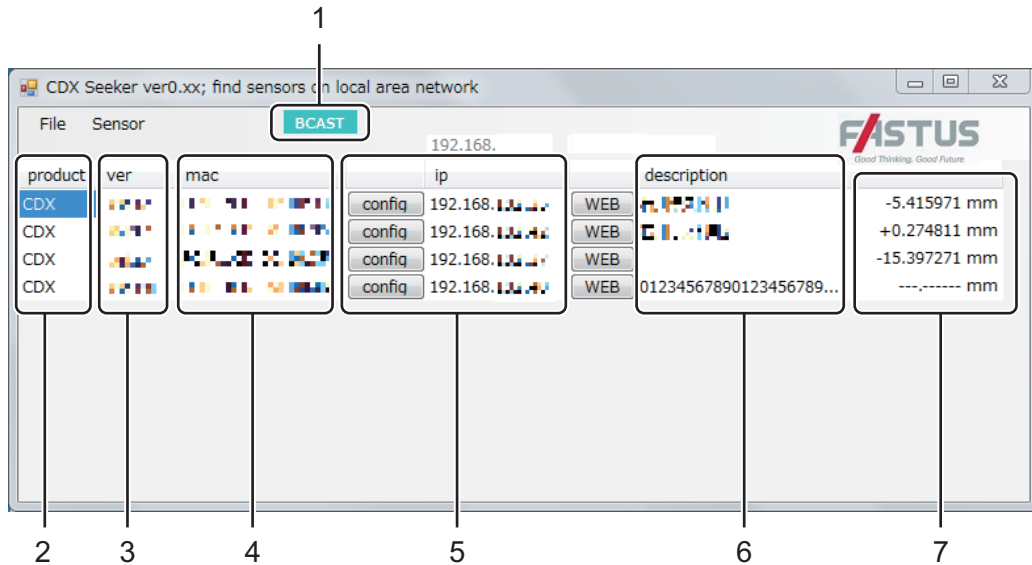 1
CDX Seeker ver0.xx; find sensors on local area network
File Sensor BCAST
192.168.
FASTUS
Good Thinking, Good Future
product ver mac ip description
CDX config 192.168. WEB -5.415971 mm
CDX config 192.168. WEB +0.274811 mm
CDX config 192.168. WEB -15.397271 mm
CDX config 192.168. WEB 01234567890123456789... ---.------ mm
2 3 4 5 6 7